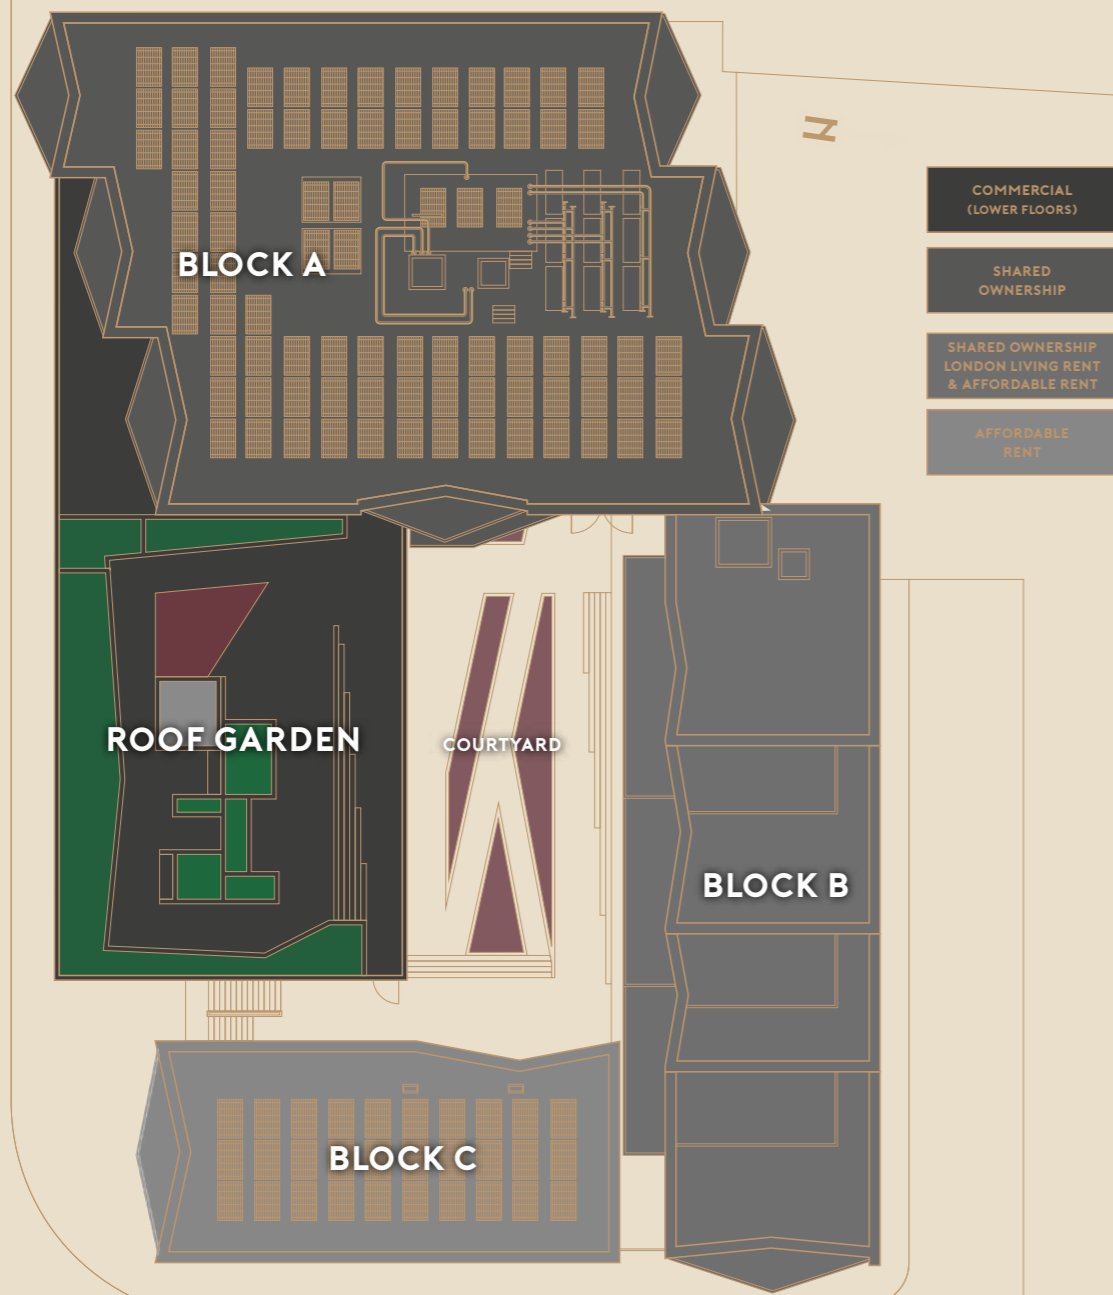 COMMERCIAL
(LOWER FLOORS)
SHARED
OWNERSHIP
SHARED OWNERSHIP
LONDON LIVING RENT
& AFFORDABLE RENT
AFFORDABLE
RENT
BLOCK A
ROOF GARDEN
COURTYARD
BLOCK B
BLOCK C